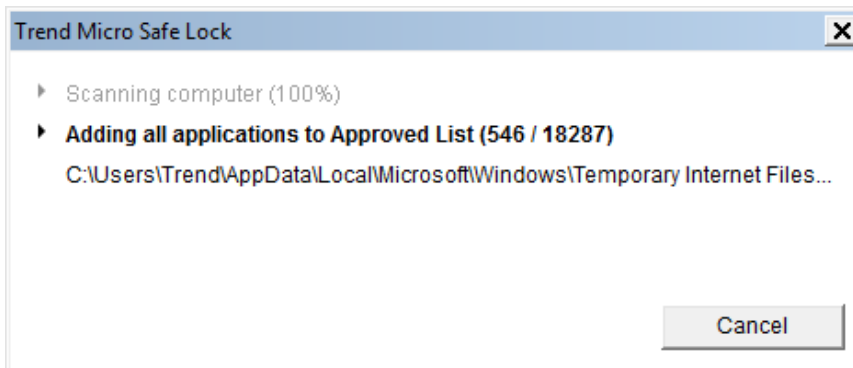 Trend Micro Safe Lock
Scanning computer (100%)
Adding all applications to Approved List (546 / 18287)
C:\Users\Trend\AppData\Local\Microsoft\Windows\Temporary Internet Files...
Cancel